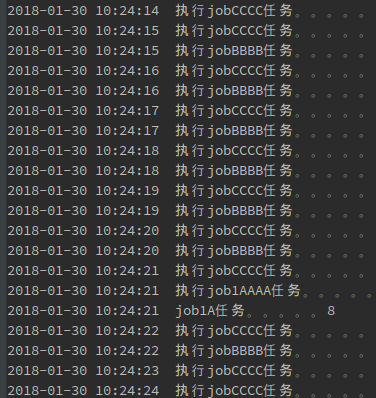 2018-01-30 10:24:14 执行jobCCCC任务。。。。。
2018-01-30 10:24:15 执行jobCCCC任务。。。。。
2018-01-30 10:24:15 执行jobBBBB任务。。。。。
2018-01-30 10:24:16 执行jobCCCC任务。。。。。
2018-01-30 10:24:16 执行jobBBBB任务。。。。。
2018-01-30 10:24:17 执行jobCCCC任务。。。。。
2018-01-30 10:24:17 执行jobBBBB任务。。。。。
2018-01-30 10:24:18 执行jobCCCC任务。。。。。
2018-01-30 10:24:18 执行jobBBBB任务。。。。。
2018-01-30 10:24:19 执行jobCCCC任务。。。。。
2018-01-30 10:24:19 执行jobBBBB任务。。。。。
2018-01-30 10:24:20 执行jobCCCC任务。。。。。
2018-01-30 10:24:20 执行jobBBBB任务。。。。。
2018-01-30 10:24:21 执行jobCCCC任务。。。。。
2018-01-30 10:24:21 执行job1AAAA任务。。。。。
2018-01-30 10:24:21 job1A任务。。。。。8
2018-01-30 10:24:22 执行jobCCCC任务。。。。。
2018-01-30 10:24:22 执行jobBBBB任务。。。。。
2018-01-30 10:24:23 执行jobCCCC任务。。。。。
2018-01-30 10:24:24 执行jobCCCC任务。。。。。